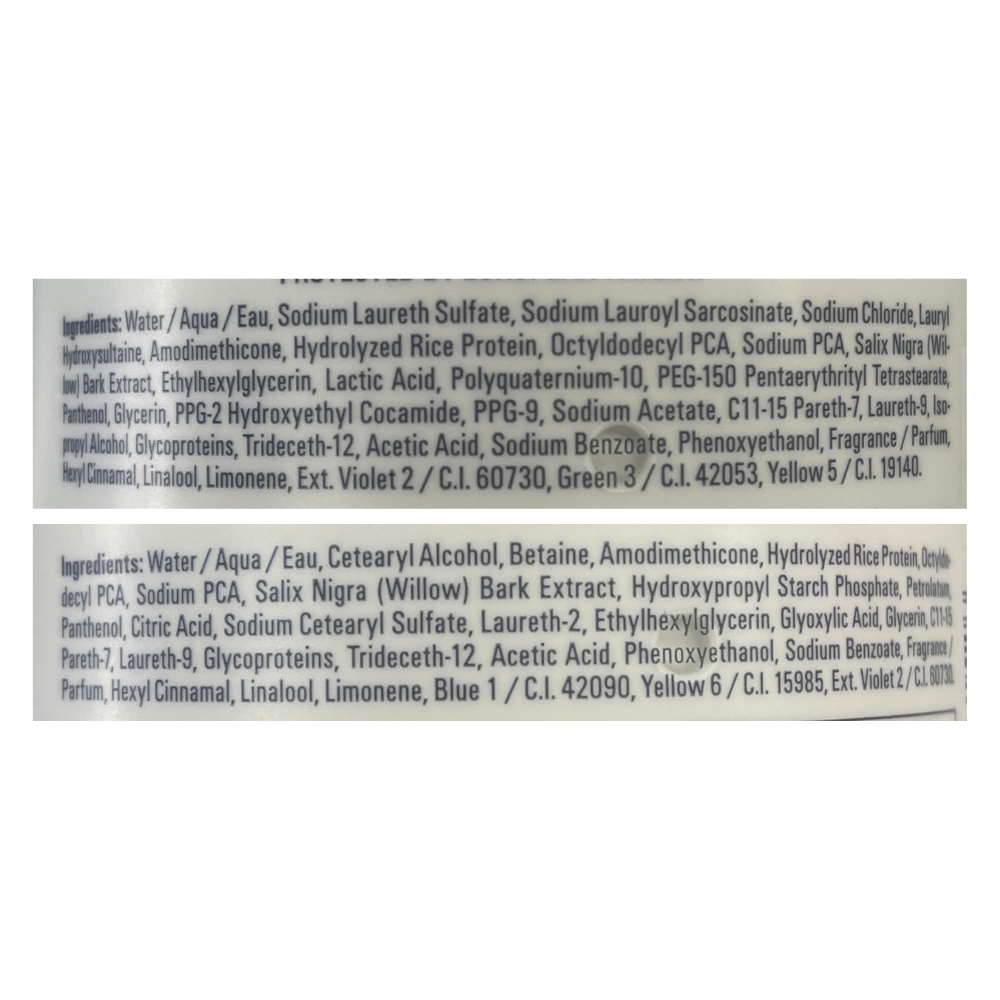 Ingredients: Water / Aqua / Eau, Sodium Laureth Sulfate, Sodium Lauroyl Sarcosinate, Sodium Chloride, Lauryl
Hydroxysultaine, Amodimethicone, Hydrolyzed Rice Protein, Octyldodecyl PCA, Sodium PCA, Salix Nigra (Wil-
low) Bark Extract, Ethylhexylglycerin, Lactic Acid, Polyquaternium-10, PEG-150 Pentaerythrityl Tetrastearate,
Panthenol, Glycerin, PPG-2 Hydroxyethyl Cocamide, PPG-9, Sodium Acetate, C11-15 Pareth-7, Laureth-9, Iso-
propyl Alcohol, Glycoproteins, Trideceth-12, Acetic Acid, Sodium Benzoate, Phenoxyethanol, Fragrance / Parfum,
Hexyl Cinnamal, Linalool, Limonene, Ext. Violet 2 / C.I. 60730, Green 3 / C.I. 42053, Yellow 5 / C.I. 19140.
Ingredients: Water / Aqua / Eau, Cetearyl Alcohol, Betaine, Amodimethicone, Hydrolyzed Rice Protein, Octyldo-
decyl PCA, Sodium PCA, Salix Nigra (Willow) Bark Extract, Hydroxypropyl Starch Phosphate, Petrolatum,
Panthenol, Citric Acid, Sodium Cetearyl Sulfate, Laureth-2, Ethylhexylglycerin, Glyoxylic Acid, Glycerin, C11-15
Pareth-7, Laureth-9, Glycoproteins, Trideceth-12, Acetic Acid, Phenoxyethanol, Sodium Benzoate, Fragrance /
Parfum, Hexyl Cinnamal, Linalool, Limonene, Blue 1 / C.I. 42090, Yellow 6 / C.I. 15985, Ext. Violet 2 / C.I. 60730.